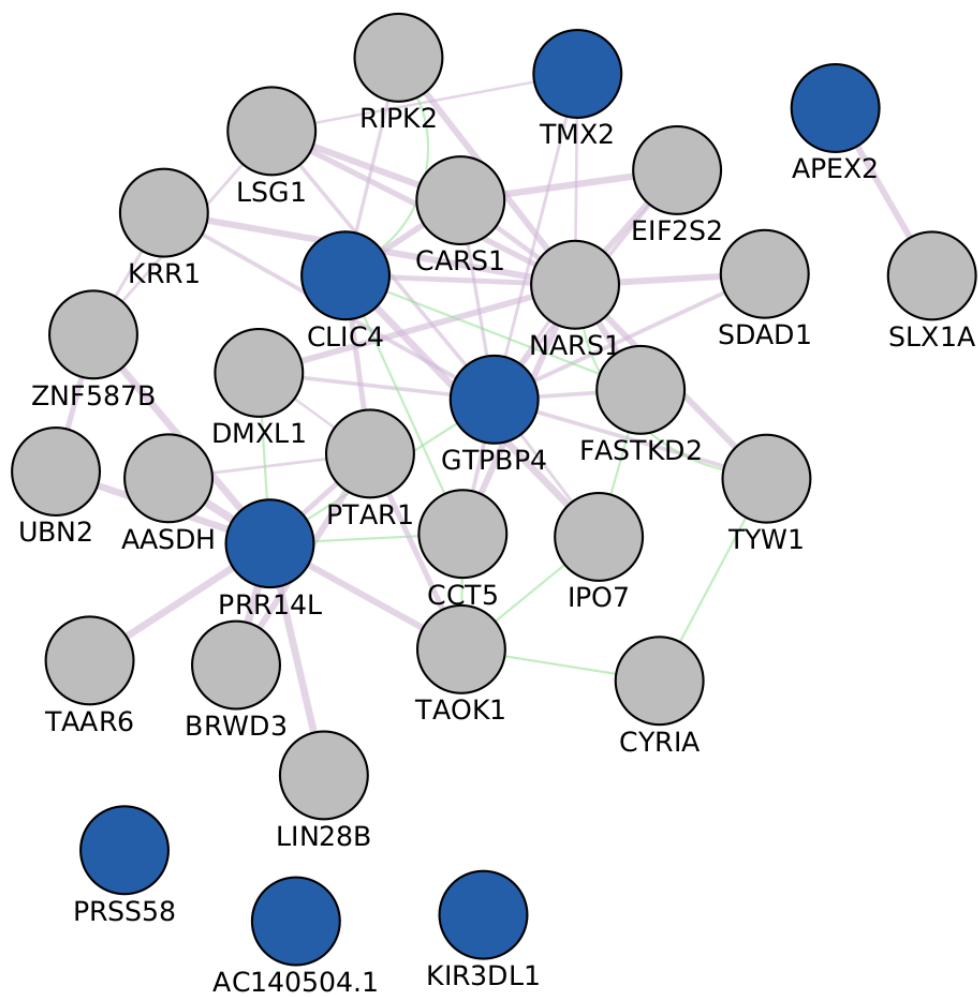 RIPK2
TMX2
APEX2
LSG1
EIF2S2
CARS1
KRR1
SDAD1
SLX1A
CLIC4
NARS1
ZNF587B
DMXL1
GTPBP4
FASTKD2
PTAR1
UBN2
AASDH
TYW1
CCT5
IPO7
PRR14L
TAOK1
TAAR6
BRWD3
CYRIA
LIN28B
PRSS58
AC140504.1
KIR3DL1